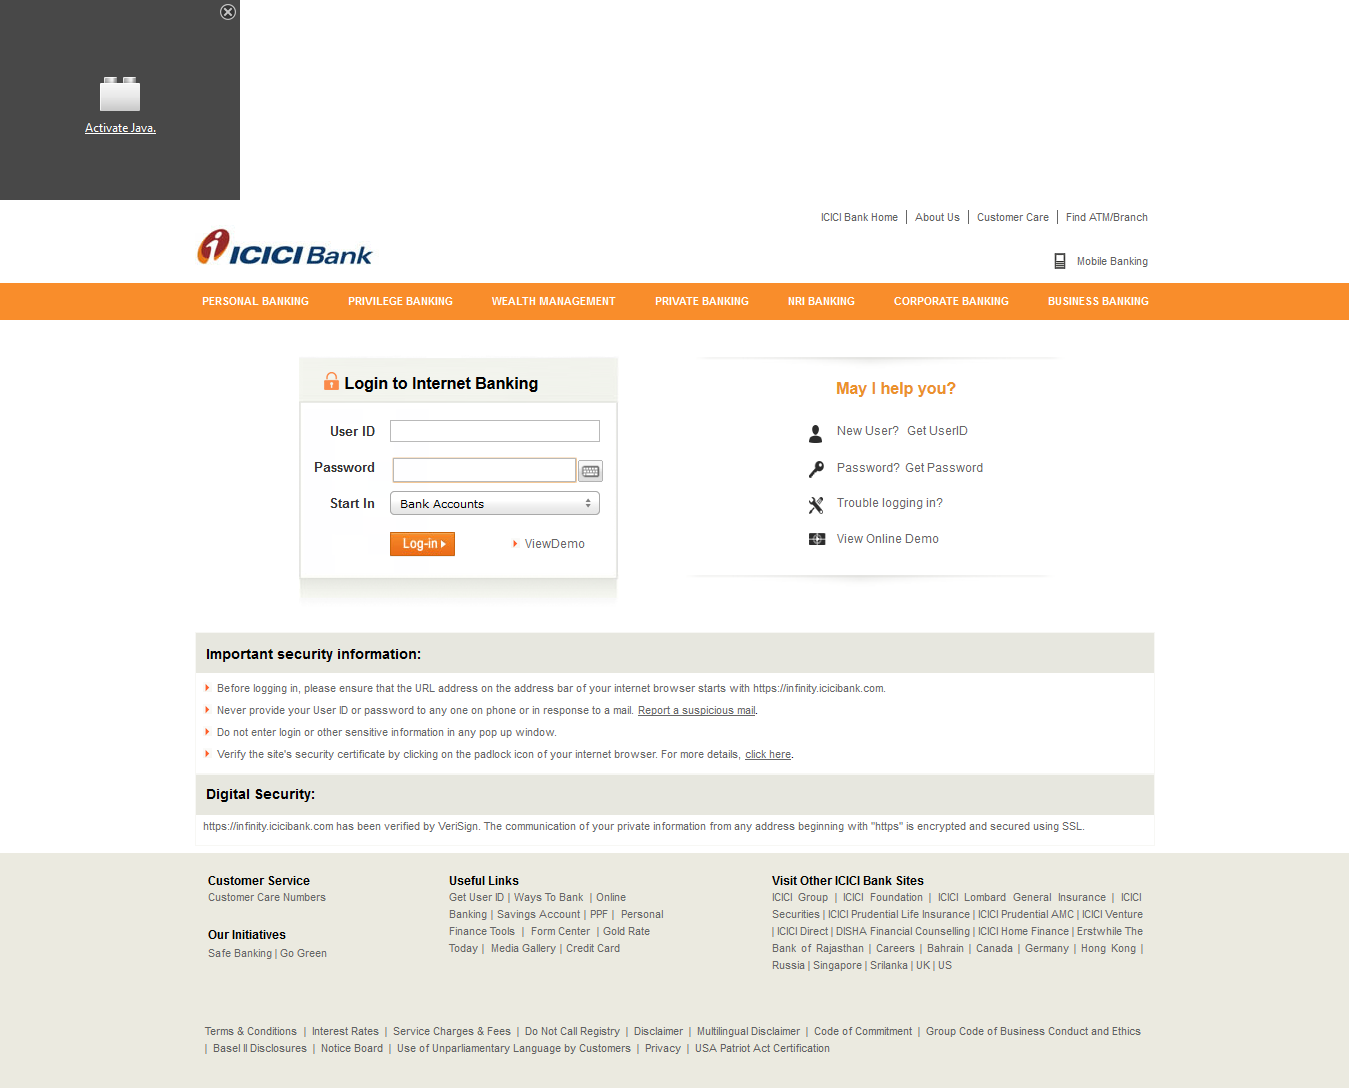 Activate Java.
ICICI Bank Home | About Us | Customer Care | Find ATM/Branch
ICICI Bank
Mobile Banking
PERSONAL BANKING PRIVILEGE BANKING WEALTH MANAGEMENT PRIVATE BANKING NRI BANKING CORPORATE BANKING BUSINESS BANKING
Login to Internet Banking
User ID
Password
Start In Bank Accounts
Log-in ViewDemo
May I help you?
New User? Get UserID
Password? Get Password
Trouble logging in?
View Online Demo
Important security information:
Before logging in, please ensure that the URL address on the address bar of your internet browser starts with https://infinity.icicibank.com.
Never provide your User ID or password to any one on phone or in response to a mail. Report a suspicious mail.
Do not enter login or other sensitive information in any pop up window.
Verify the site's security certificate by clicking on the padlock icon of your internet browser. For more details, click here.
Digital Security:
https://infinity.icicibank.com has been verified by VeriSign. The communication of your private information from any address beginning with "https" is encrypted and secured using SSL.
Customer Service
Customer Care Numbers
Our Initiatives
Safe Banking | Go Green
Useful Links
Get User ID | Ways To Bank | Online
Banking | Savings Account | PPF | Personal
Finance Tools | Form Center | Gold Rate
Today | Media Gallery | Credit Card
Visit Other ICICI Bank Sites
ICICI Group | ICICI Foundation | ICICI Lombard General Insurance | ICICI
Securities | ICICI Prudential Life Insurance | ICICI Prudential AMC | ICICI Venture
| ICICI Direct | DISHA Financial Counselling | ICICI Home Finance | Erstwhile The
Bank of Rajasthan | Careers | Bahrain | Canada | Germany | Hong Kong |
Russia | Singapore | Srilanka | UK | US
Terms & Conditions | Interest Rates | Service Charges & Fees | Do Not Call Registry | Disclaimer | Multilingual Disclaimer | Code of Commitment | Group Code of Business Conduct and Ethics
| Basel II Disclosures | Notice Board | Use of Unparliamentary Language by Customers | Privacy | USA Patriot Act Certification